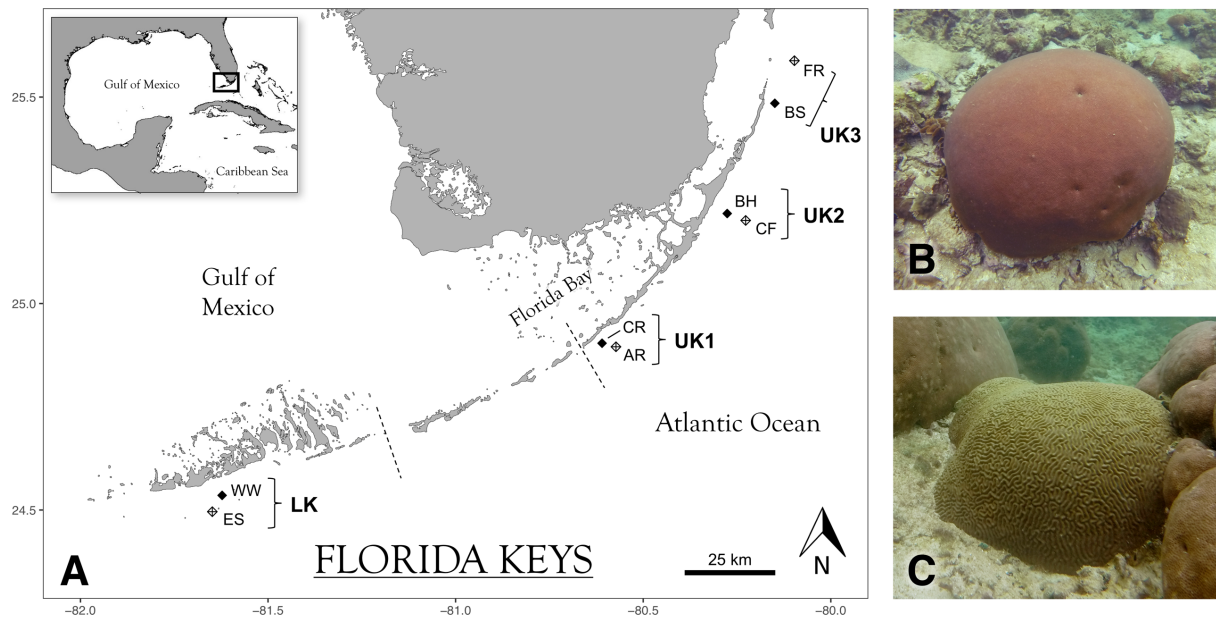 Gulf of Mexico
Caribbean Sea
25.5
25.0
24.5
FR
BS
UK3
BH
CF
UK2
Gulf of
Mexico
Florida Bay
CR
AR
UK1
Atlantic Ocean
WW
ES
LK
FLORIDA KEYS
25 km
N
A
−82.0
−81.5
−81.0
−80.5
−80.0
B
C